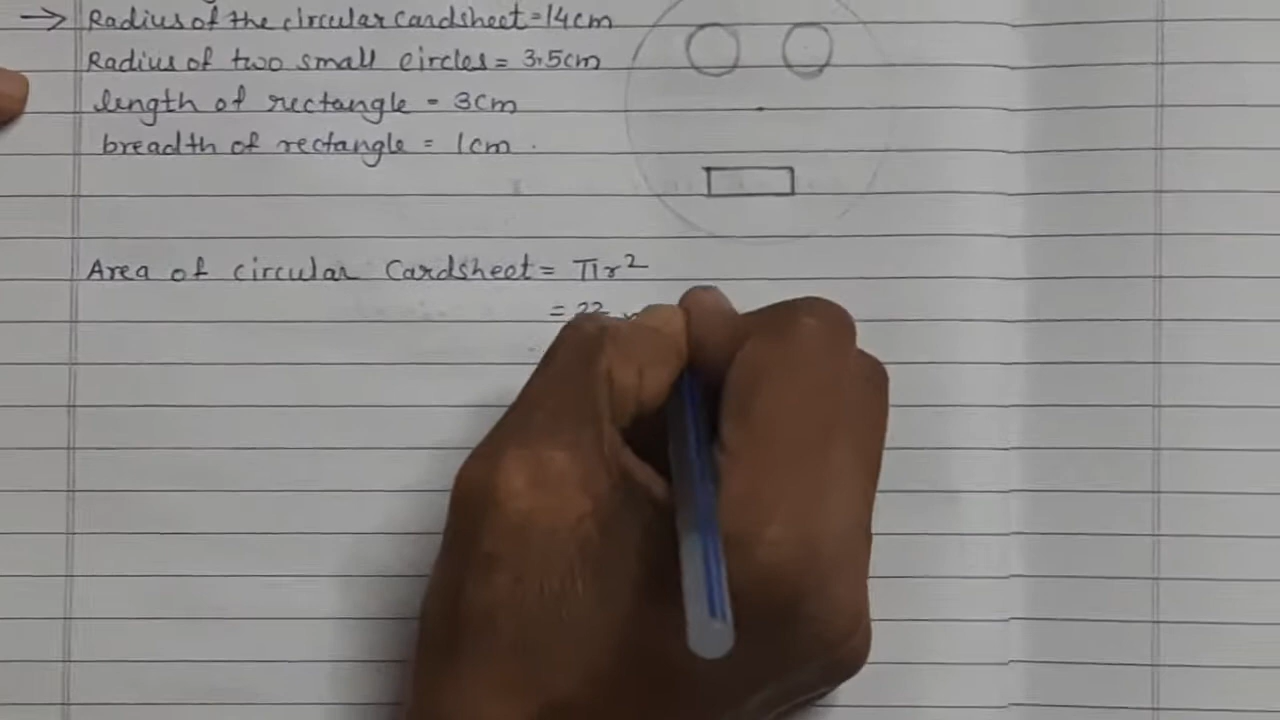 → Radius of the circular cardsheet=14cm
Radius of two small circles = 3.5cm
length of rectangle = 3cm
breadth of rectangle = 1cm.
Area of circular Cardsheet = πr²
= 22